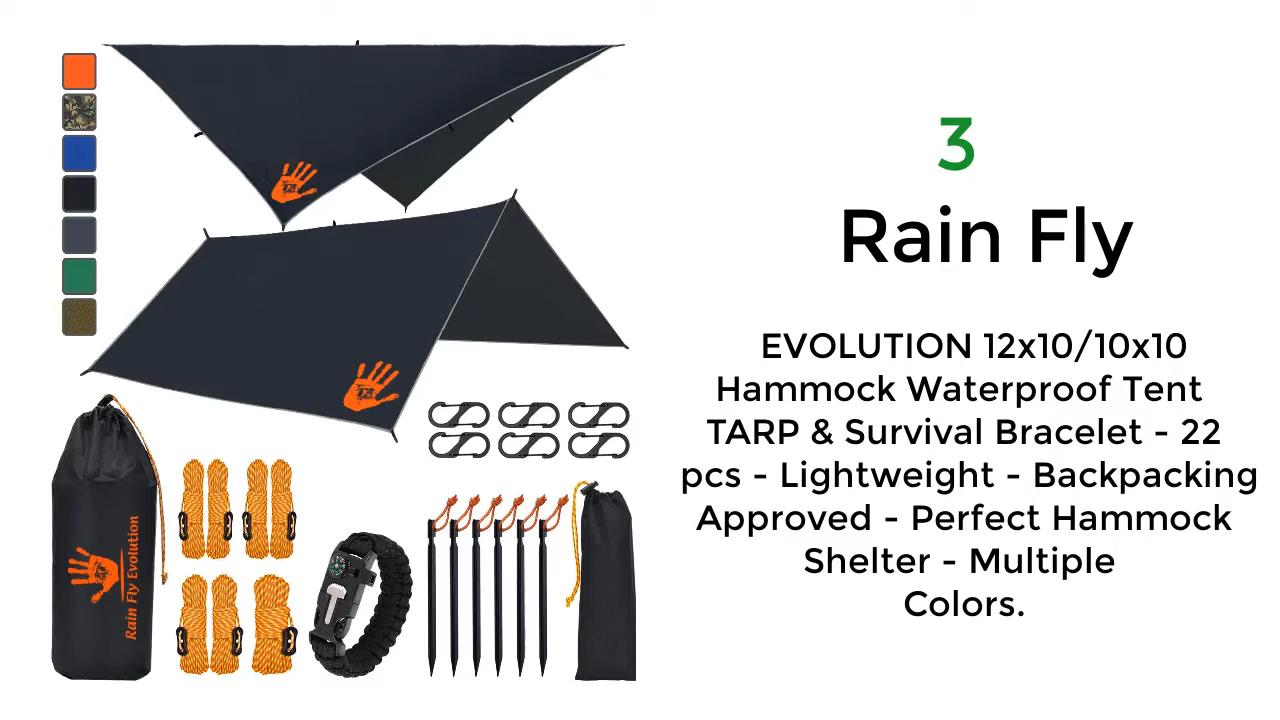 3
Rain Fly
EVOLUTION 12x10/10x10
Hammock Waterproof Tent
TARP & Survival Bracelet - 22
pcs - Lightweight - Backpacking
Approved - Perfect Hammock
Shelter - Multiple
Colors.
Rain Fly Evolution